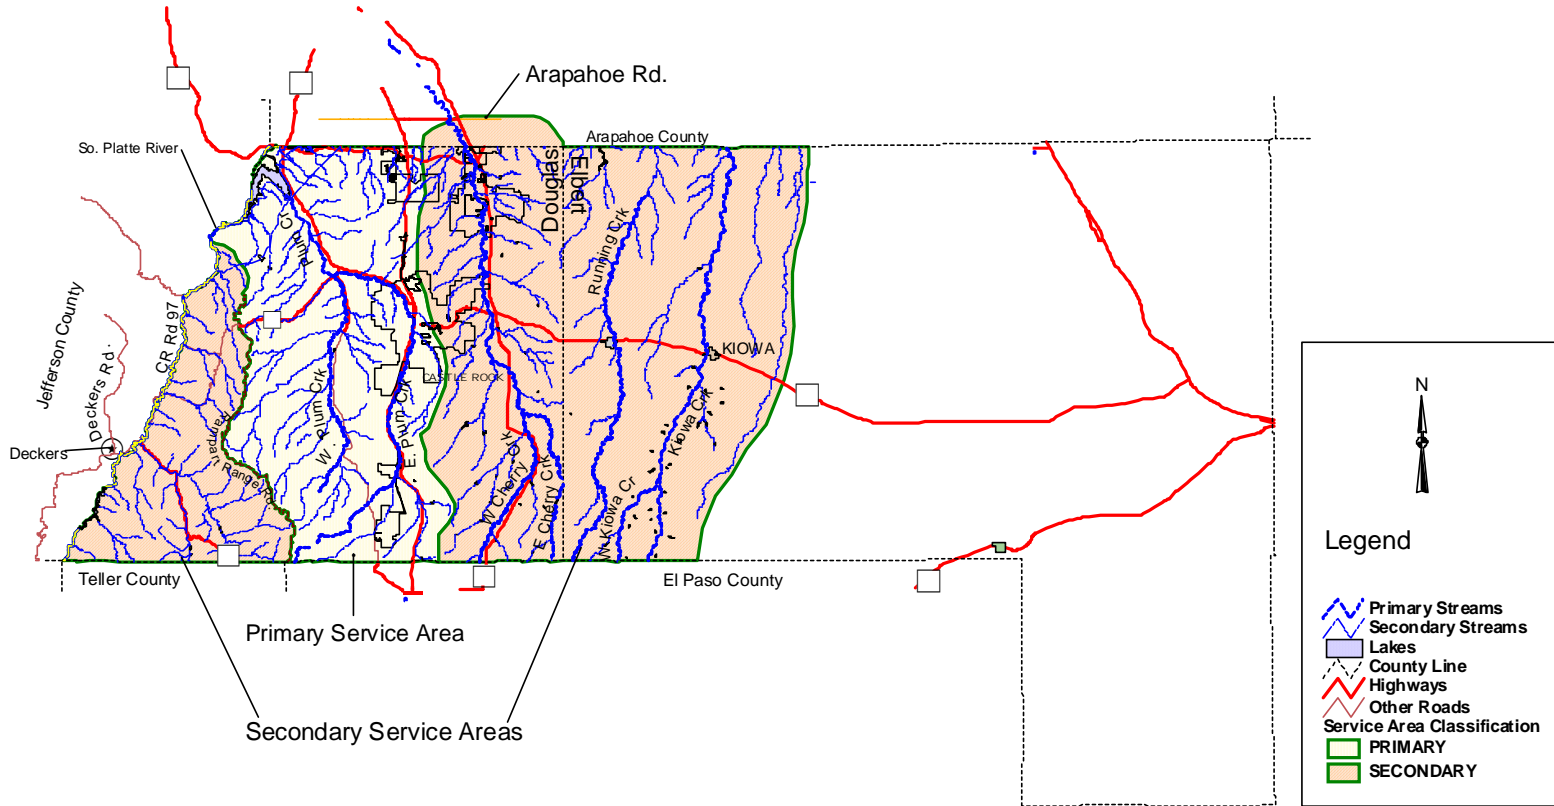 Arapahoe Rd.
Arapahoe County
So. Platte River
Douglas
Elbert
Plum Crk
Running Crk
Jefferson County
CR Rd 97
Deckers Rd.
KIOWA
CASTLE ROCK
W. Plum Crk
E. Plum Crk
Rampart Range Rd
Kiowa Crk
Deckers
W Cherry Crk
E Cherry Crk
W. Kiowa Cr
Teller County
El Paso County
Primary Service Area
Secondary Service Areas
N
Legend
Primary Streams
Secondary Streams
Lakes
County Line
Highways
Other Roads
Service Area Classification
PRIMARY
SECONDARY